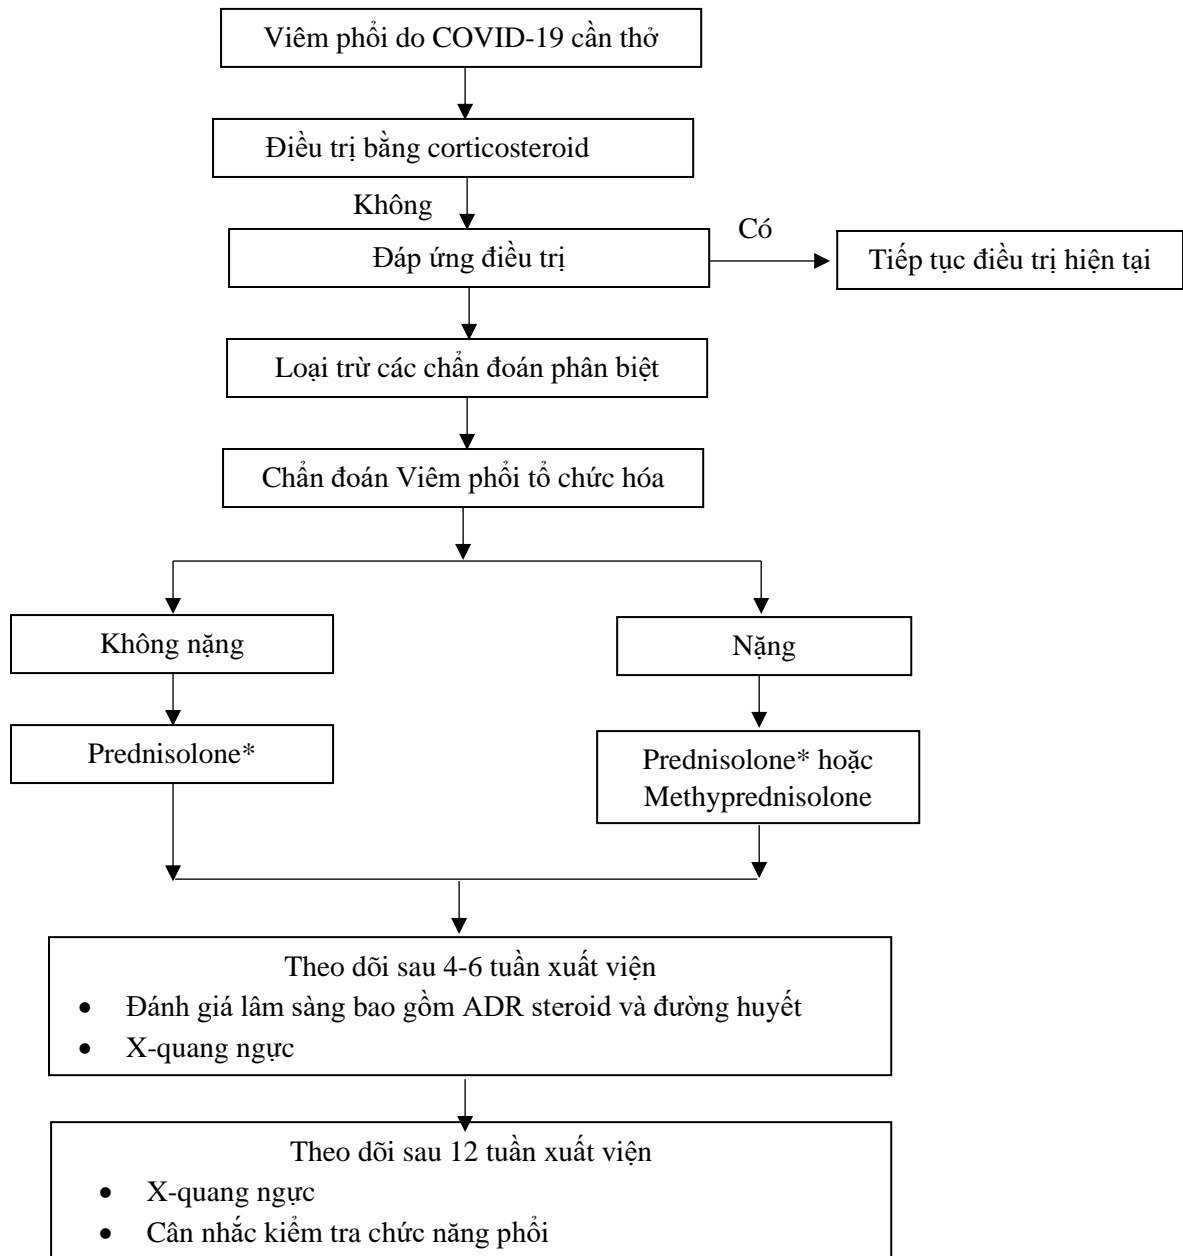 Viêm phổi do COVID-19 cần thở
Điều trị bằng corticosteroid
Không
Có
Đáp ứng điều trị
Tiếp tục điều trị hiện tại
Loại trừ các chẩn đoán phân biệt
Chẩn đoán Viêm phổi tổ chức hóa
Không nặng
Nặng
Prednisolone*
Prednisolone* hoặc
Methyprednisolone
Theo dõi sau 4-6 tuần xuất viện
• Đánh giá lâm sàng bao gồm ADR steroid và đường huyết
• X-quang ngực
Theo dõi sau 12 tuần xuất viện
• X-quang ngực
• Cân nhắc kiểm tra chức năng phổi